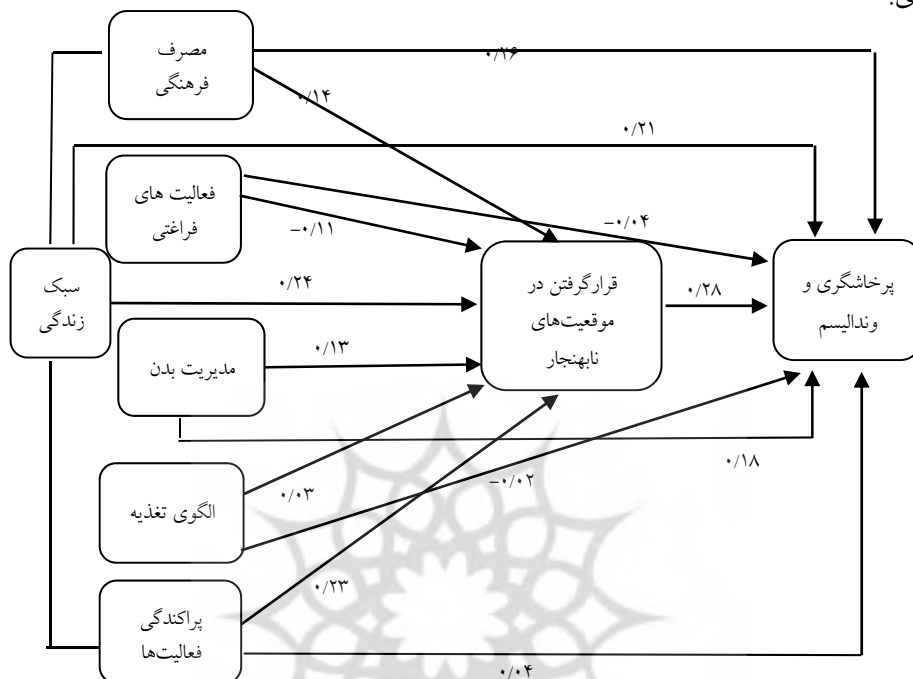 ی.
مصرف
فرهنگی
۰/۲۶
۰/۱۴
۰/۲۱
فعالیت های
فراغتی
-۰/۰۴
-۰/۱۱
سبک
زندگی
۰/۲۴
قرارگرفتن در
موقعیت‌های
نابهنجار
۰/۲۸
پرخاشگری و
وندالیسم
مدیریت بدن
۰/۱۳
۰/۱۸
الگوی تغذیه
۰/۰۳
-۰/۰۲
پراکندگی
فعالیت‌ها
۰/۲۳
۰/۰۴